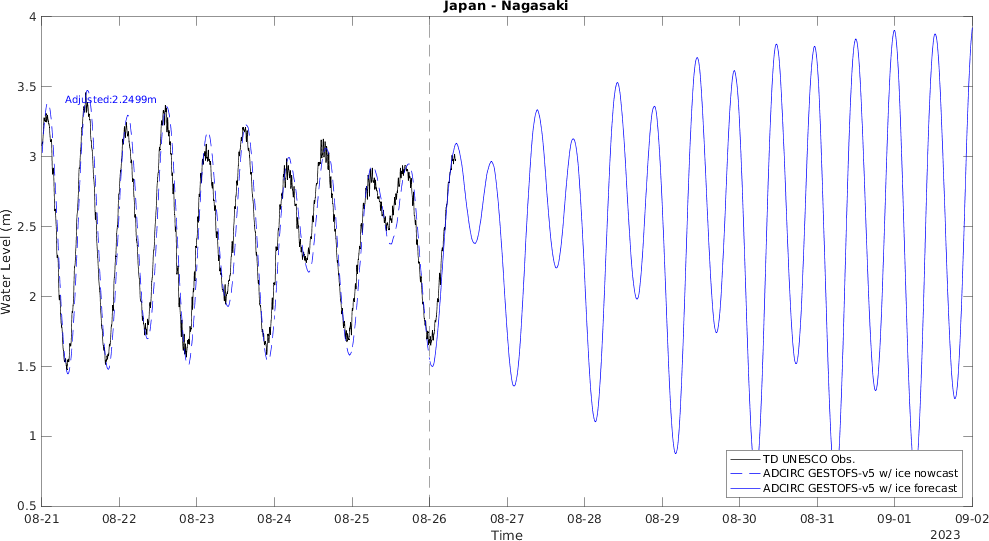 Japan - Nagasaki
Adjusted:2.2499m
Water Level (m)
4
3.5
3
2.5
2
1.5
1
0.5
08-21 08-22 08-23 08-24 08-25 08-26 08-27 08-28 08-29 08-30 08-31 09-01 09-02
Time
2023
TD UNESCO Obs.
ADCIRC GESTOFS-v5 w/ ice nowcast
ADCIRC GESTOFS-v5 w/ ice forecast